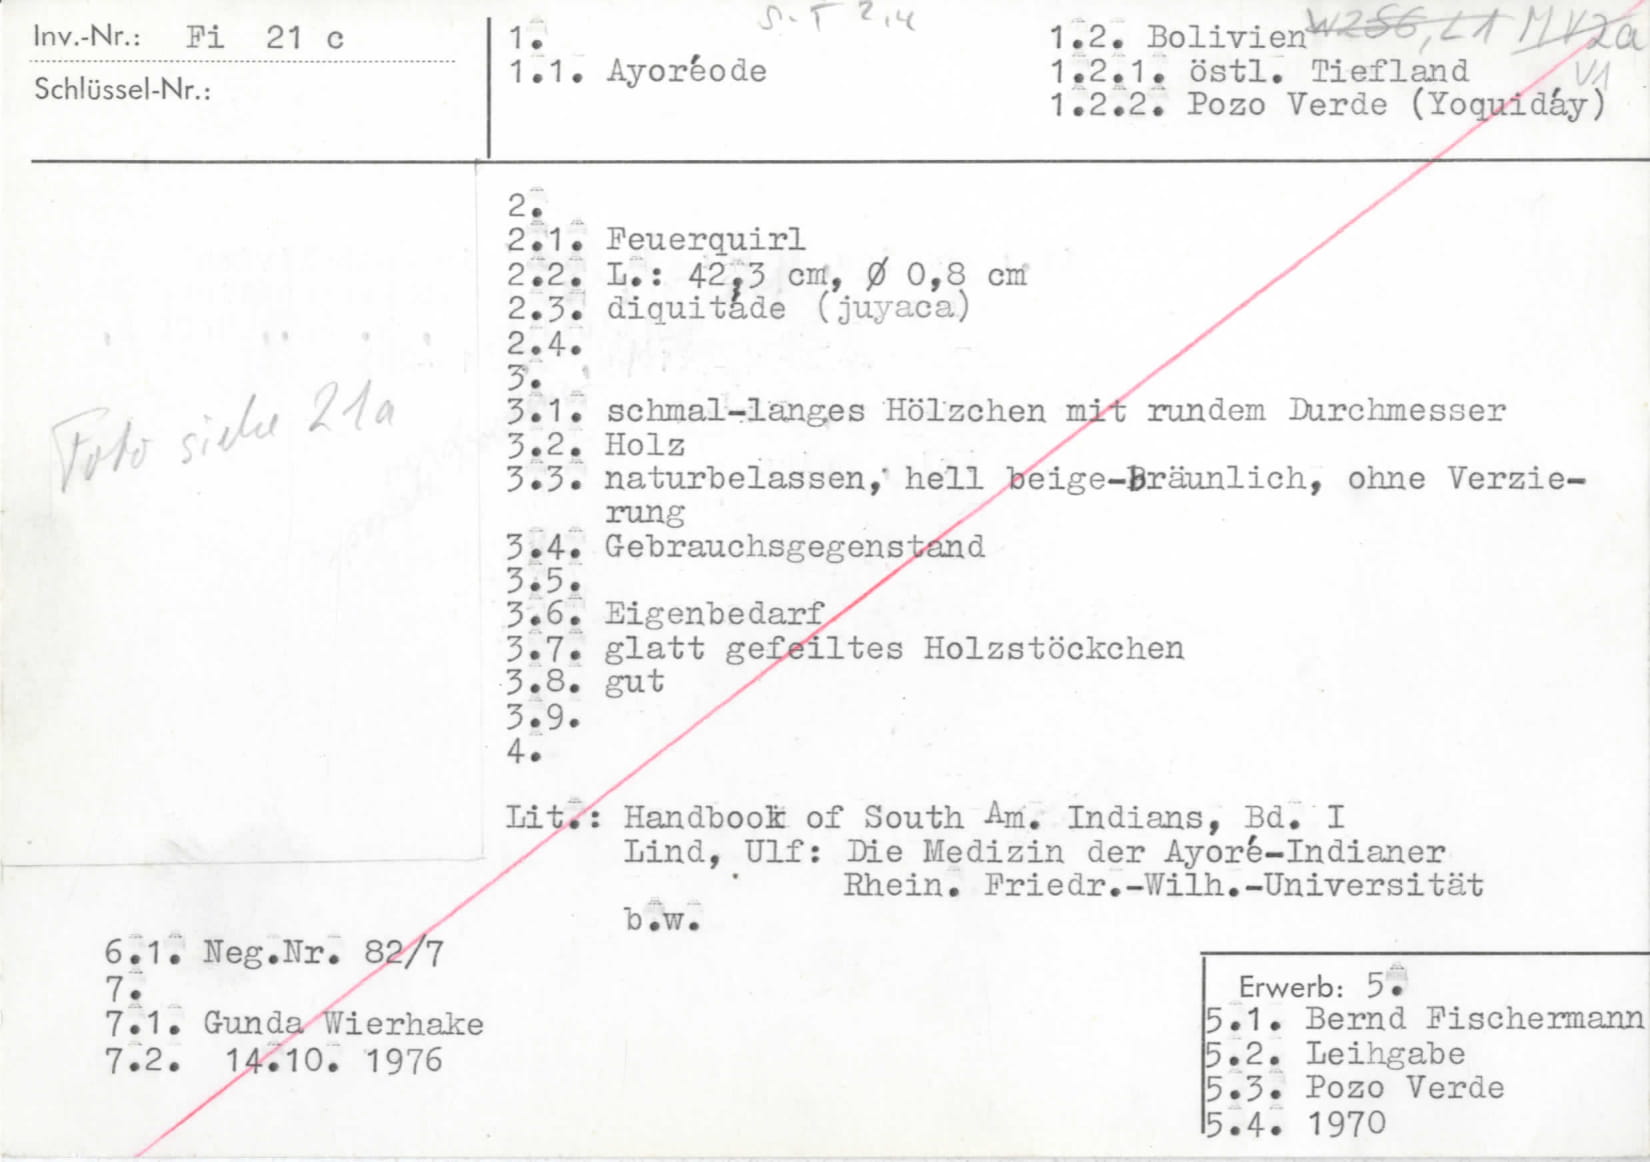 Inv.-Nr.: Fi 21 c
Schlüssel-Nr.:
1.
1.1. Ayoréode
1.2. Bolivien
1.2.1. östl. Tiefland V1
1.2.2. Pozo Verde (Yoquidáy)
2.
2.1. Feuerquirl
2.2. L.: 42,3 cm, Ø 0,8 cm
2.3. diquitáde (juyaca)
2.4.
3.
3.1. schmal-langes Hölzchen mit rundem Durchmesser
3.2. Holz
3.3. naturbelassen, hell beige-bräunlich, ohne Verzie-
rung
3.4. Gebrauchsgegenstand
3.5.
3.6. Eigenbedarf
3.7. glatt gefeiltes Holzstöckchen
3.8. gut
3.9.
4.
Foto siehe 21a
Lit.: Handbook of South Am. Indians, Bd. I
Lind, Ulf: Die Medizin der Ayoré-Indianer
Rhein. Friedr.-Wilh.-Universität
b.w.
6.1. Neg.Nr. 82/7
7.
7.1. Gunda Wierhake
7.2. 14.10. 1976
Erwerb: 5.
5.1. Bernd Fischermann
5.2. Leihgabe
5.3. Pozo Verde
5.4. 1970